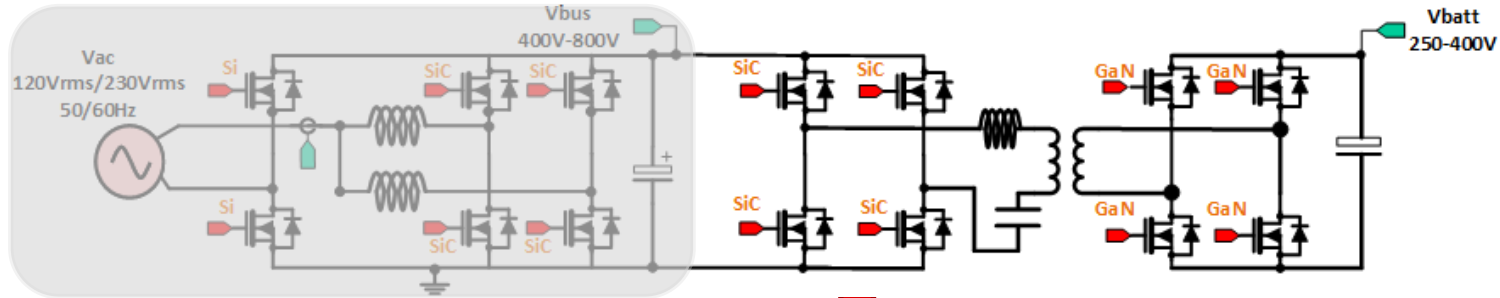 Vac
120Vrms/230Vrms
50/60Hz
Si
SiC
SiC
Vbus
400V-800V
+
SiC
SiC
GaN
GaN
Vbatt
250-400V
Si
SiC
SiC
SiC
SiC
GaN
GaN